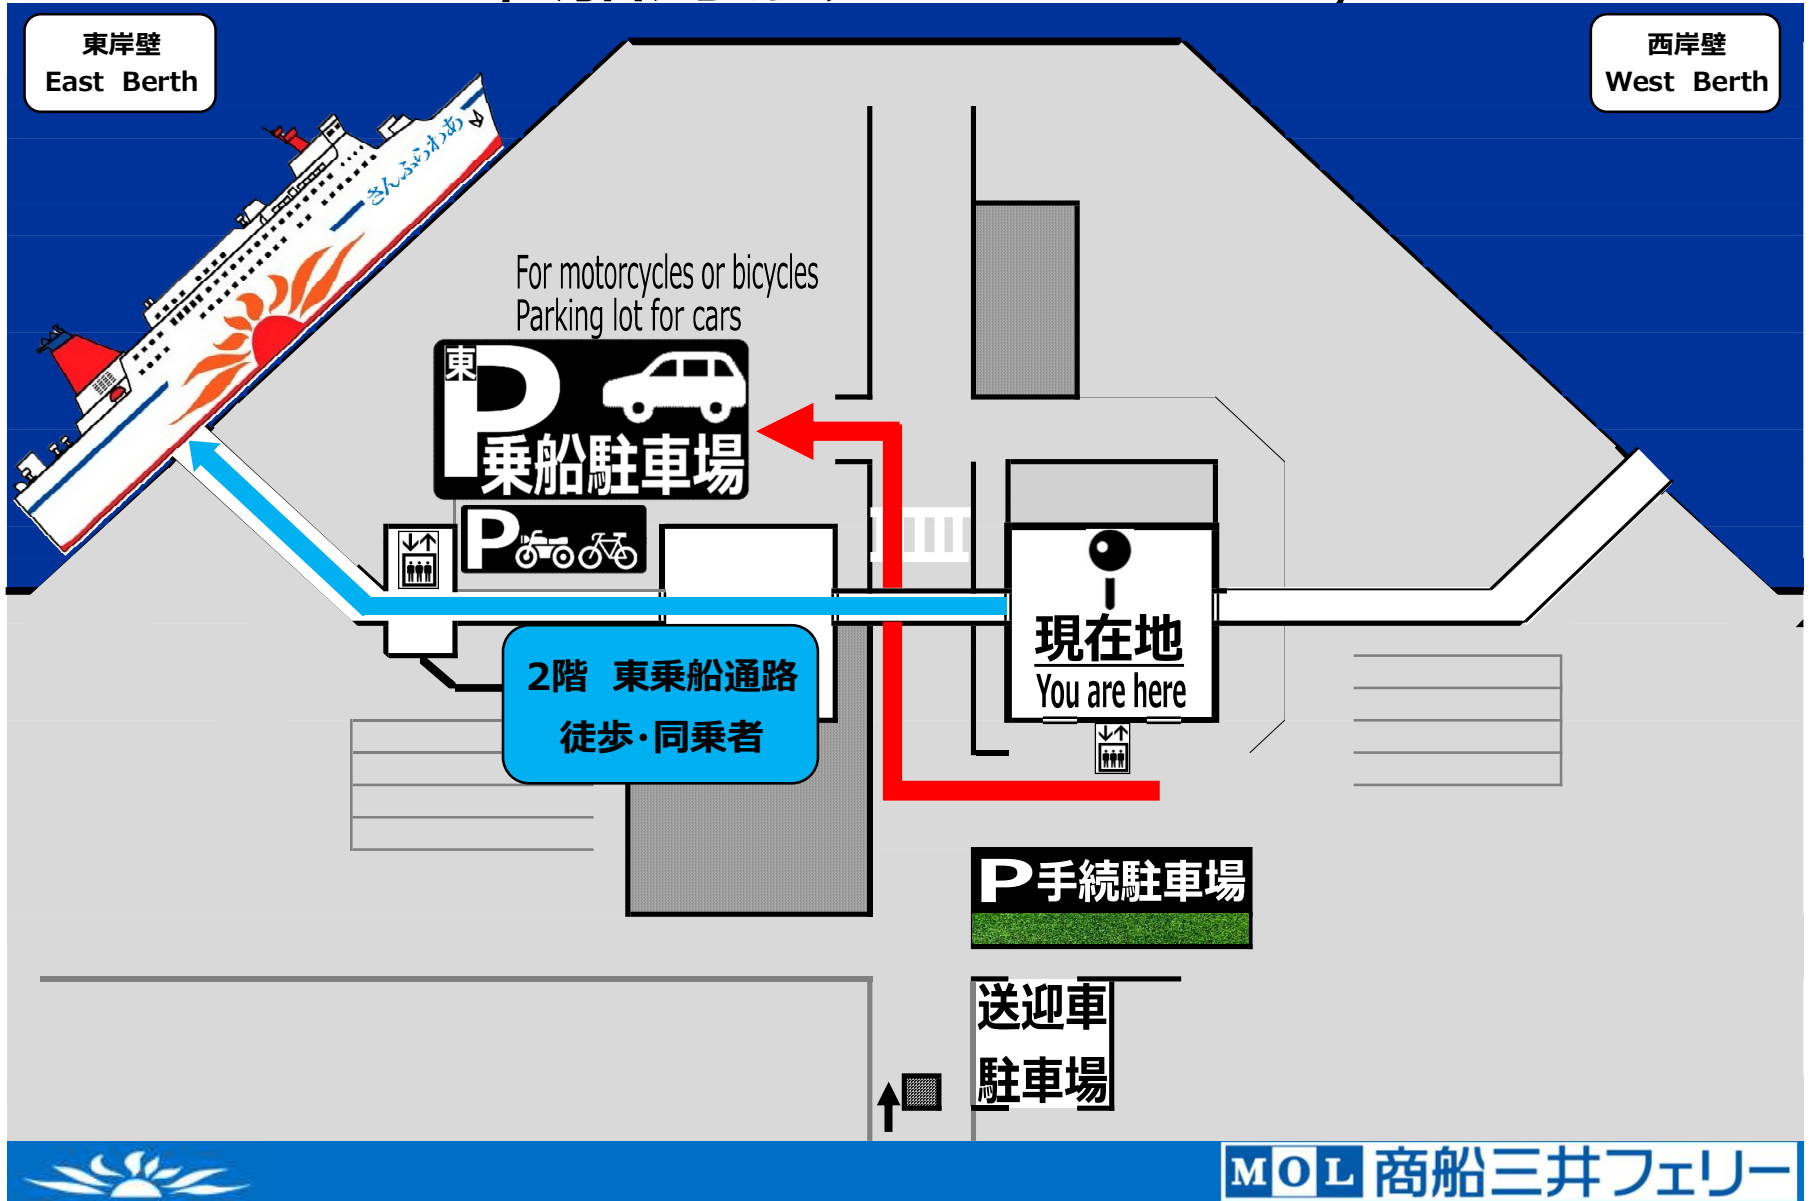 東岸壁
East Berth
西岸壁
West Berth
さんふらわあ
For motorcycles or bicycles
Parking lot for cars
東
P
乗船駐車場
P
現在地
You are here
2階 東乗船通路
徒歩・同乗者
P手続駐車場
送迎車
駐車場
MOL 商船三井フェリー